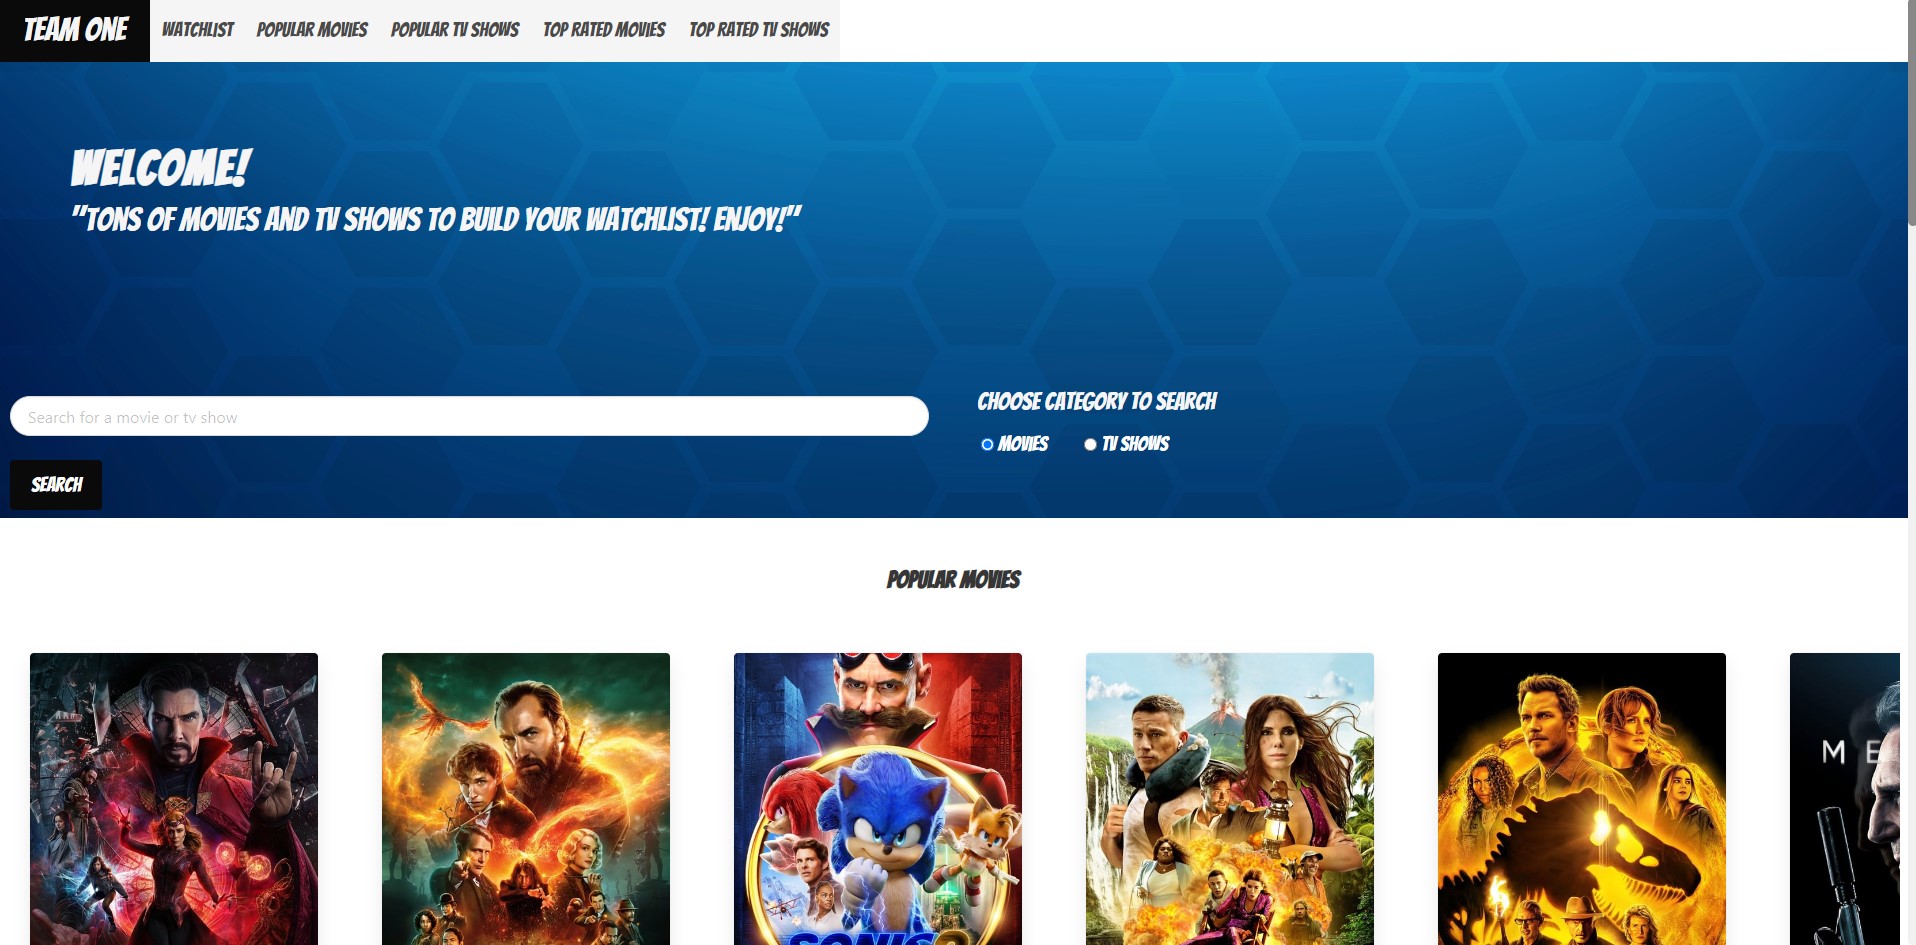 TEAM ONE
WATCHLIST
POPULAR MOVIES
POPULAR TV SHOWS
TOP RATED MOVIES
TOP RATED TV SHOWS
WELCOME!
"TONS OF MOVIES AND TV SHOWS TO BUILD YOUR WATCHLIST! ENJOY!"
Search for a movie or tv show
CHOOSE CATEGORY TO SEARCH
MOVIES
TV SHOWS
SEARCH
POPULAR MOVIES
SONIC 2